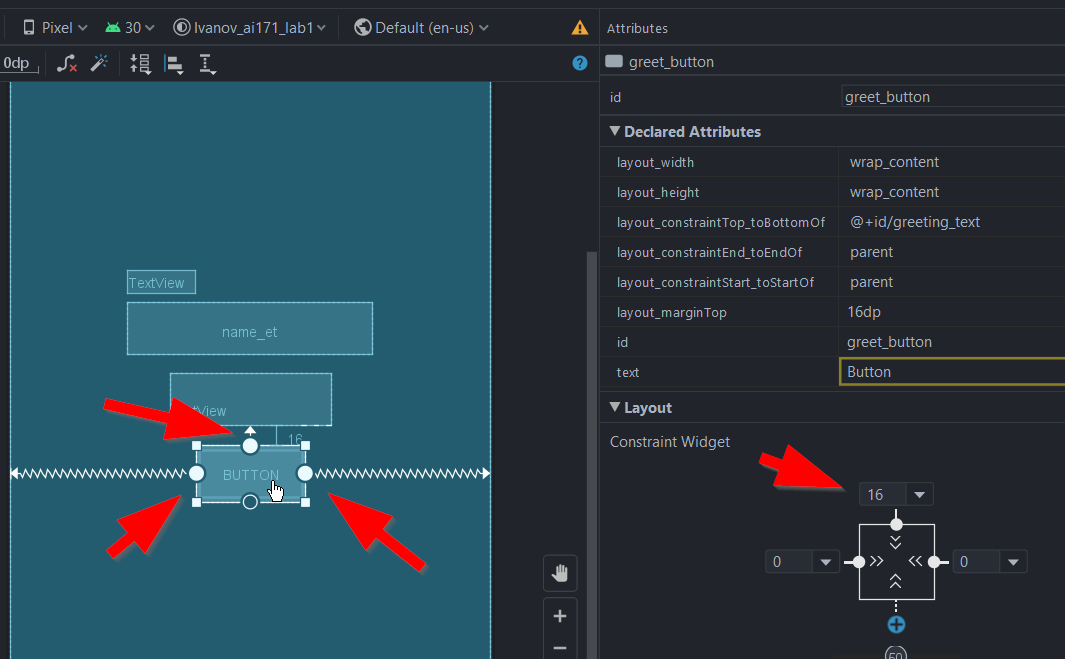 Pixel 30 Ivanov_ai171_lab1 Default (en-us)
Attributes
0dp
?
greet_button
id greet_button
Declared Attributes
layout_width wrap_content
layout_height wrap_content
layout_constraintTop_toBottomOf @+id/greeting_text
layout_constraintEnd_toEndOf parent
layout_constraintStart_toStartOf parent
layout_marginTop 16dp
id greet_button
text Button
Layout
Constraint Widget
TextView
name_et
View
16
BUTTON
16
0 0
50